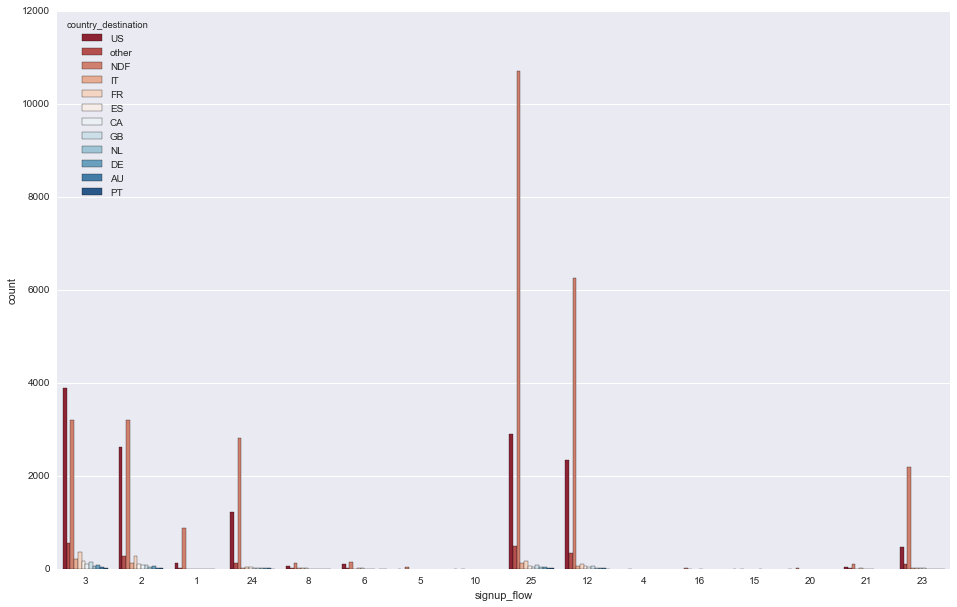 12000
10000
8000
6000
4000
2000
0
count
country_destination
US
other
NDF
IT
FR
ES
CA
GB
NL
DE
AU
PT
3 2 1 24 8 6 5 10 25 12 4 16 15 20 21 23
signup_flow